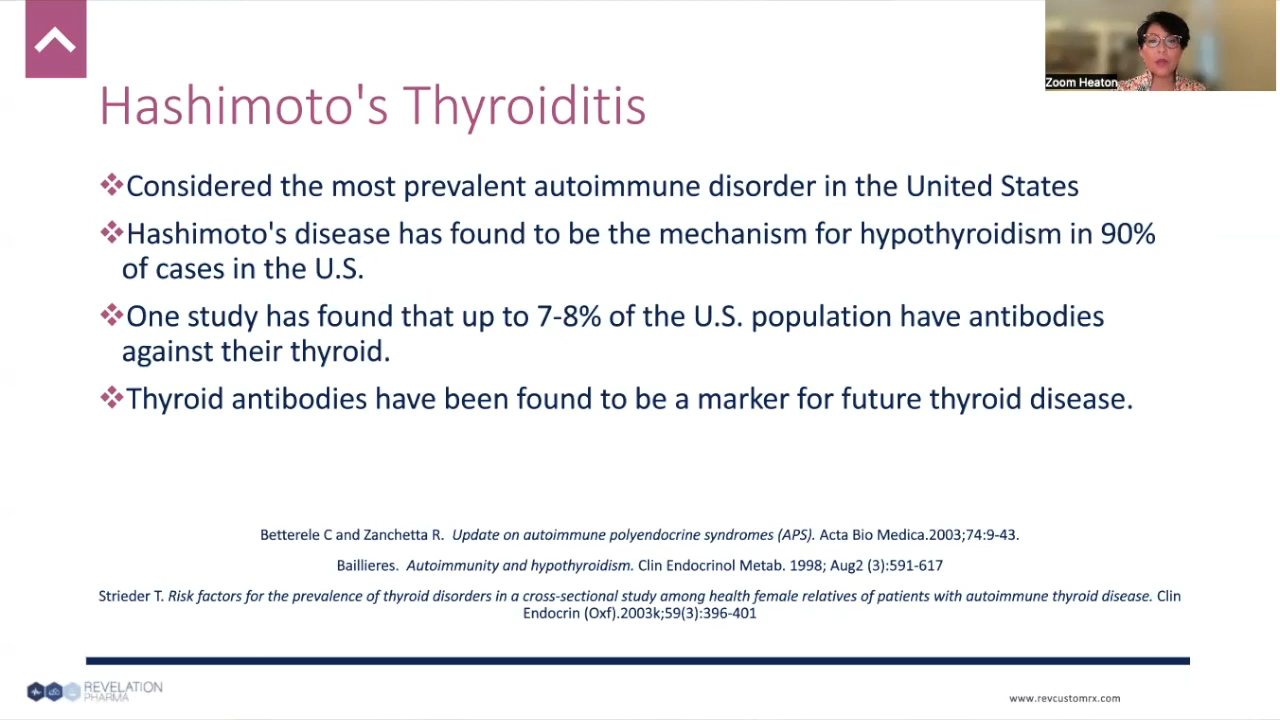 Zoom Heaton
Hashimoto's Thyroiditis
❖Considered the most prevalent autoimmune disorder in the United States
❖Hashimoto's disease has found to be the mechanism for hypothyroidism in 90%
of cases in the U.S.
❖One study has found that up to 7-8% of the U.S. population have antibodies
against their thyroid.
❖Thyroid antibodies have been found to be a marker for future thyroid disease.
Betterele C and Zanchetta R. Update on autoimmune polyendocrine syndromes (APS). Acta Bio Medica.2003;74:9-43.
Baillieres. Autoimmunity and hypothyroidism. Clin Endocrinol Metab. 1998; Aug2 (3):591-617
Strieder T. Risk factors for the prevalence of thyroid disorders in a cross-sectional study among health female relatives of patients with autoimmune thyroid disease. Clin
Endocrin (Oxf).2003k;59(3):396-401
REVELATION
PHARMA
www.revcustomrx.com